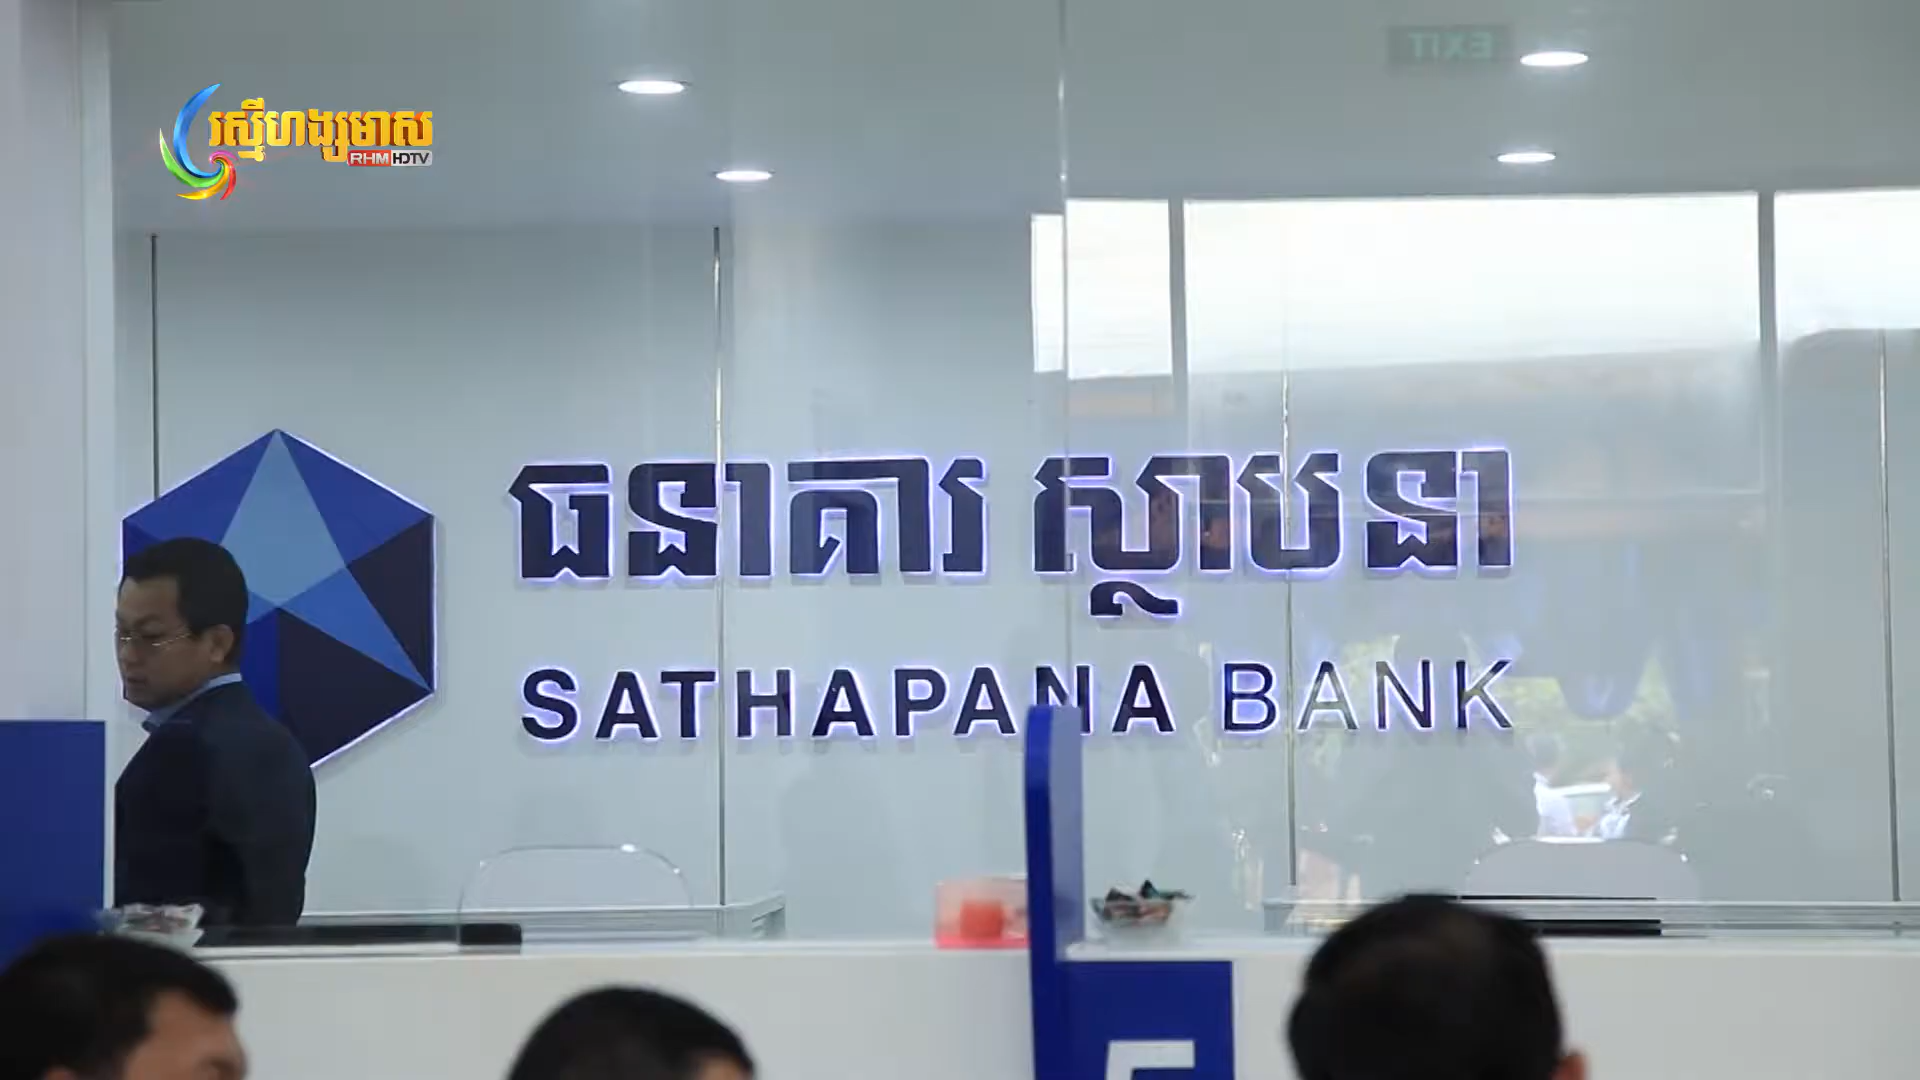 EXIT
រស្មីហង្សមាស
RHM HDTV
ធនាគារ ស្ថាបនា
SATHAPANA BANK
5